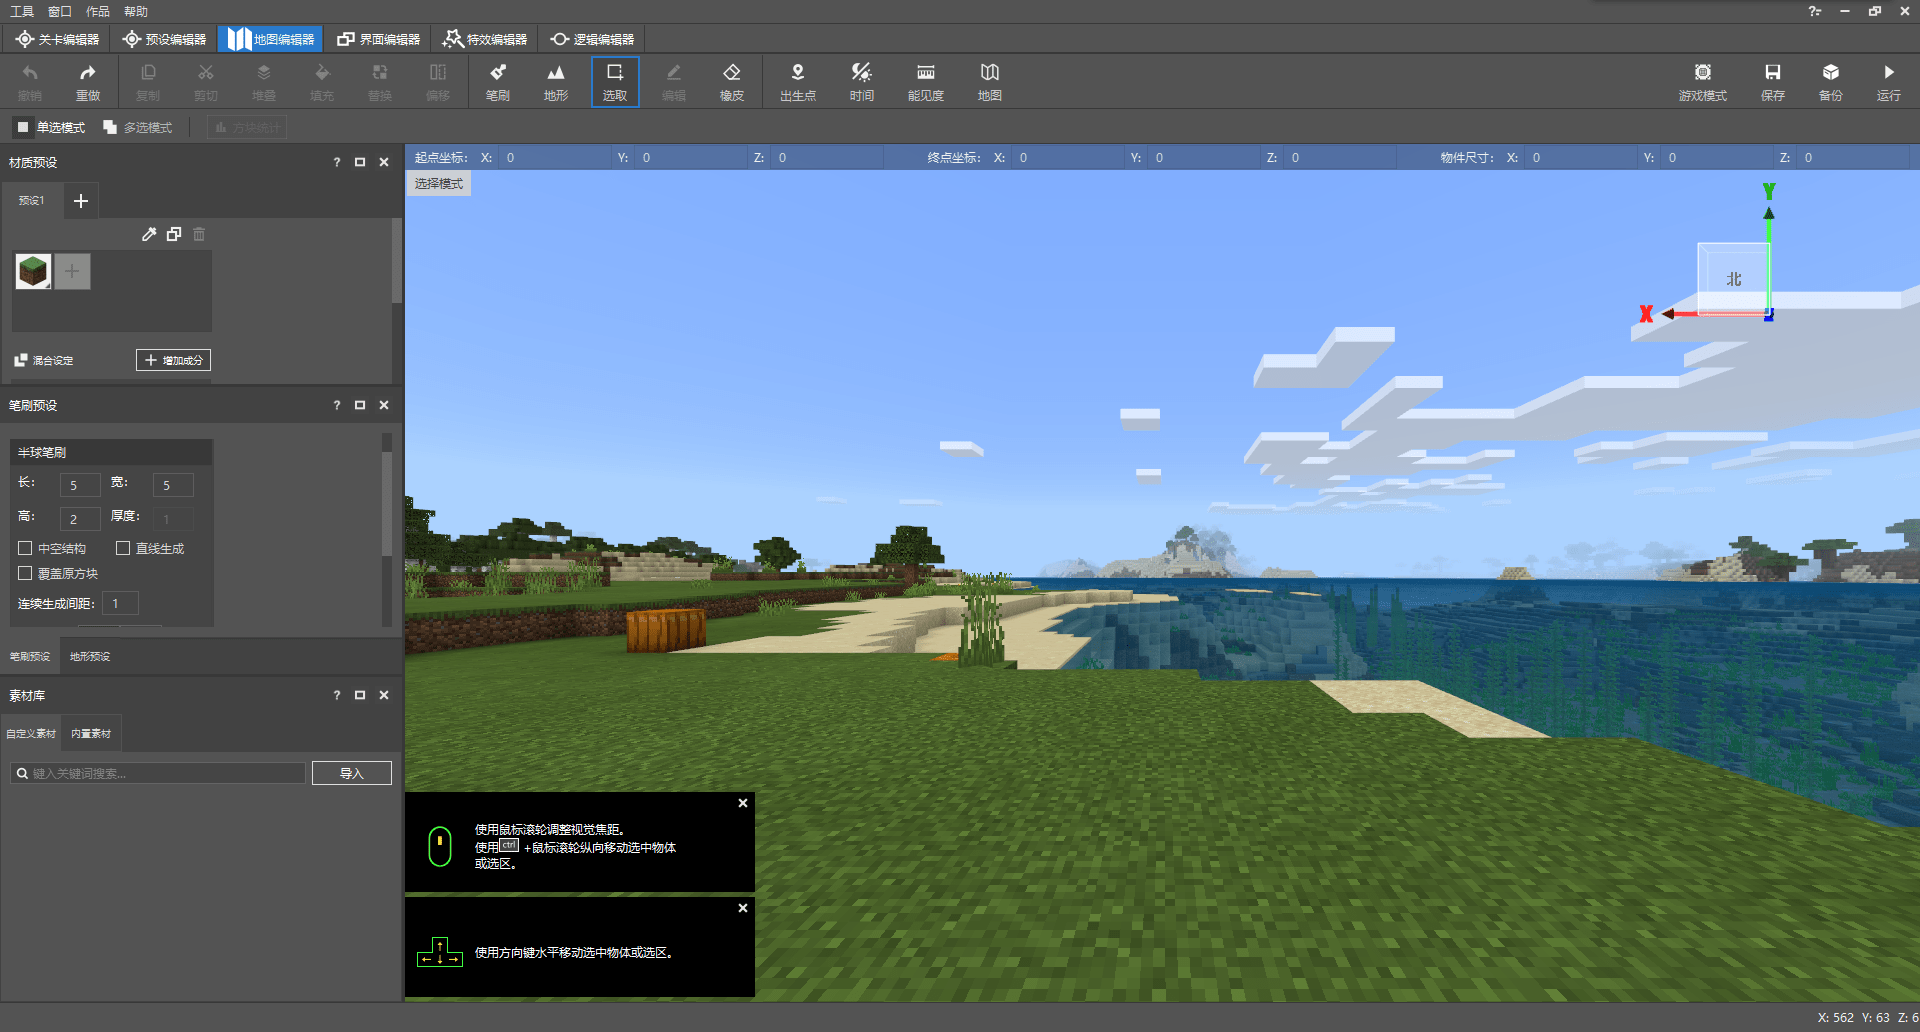 工具 窗口 作品 帮助
关卡编辑器 预设编辑器 地图编辑器 界面编辑器 特效编辑器 逻辑编辑器
撤销 重做 复制 剪切 堆叠 填充 替换 偏移 笔刷 地形 选取 编辑 橡皮 出生点 时间 能见度 地图 游戏模式 保存 备份 运行
单选模式 多选模式 方块统计
材质预设 ?
起点坐标: X: 0 Y: 0 Z: 0 终点坐标: X: 0 Y: 0 Z: 0 物件尺寸: X: 0 Y: 0 Z: 0
选择模式
预设1
Y
北
X
Z
混合设定 增加成分
笔刷预设 ?
半球笔刷
长: 5 宽: 5
高: 2 厚度: 1
中空结构 直线生成
覆盖原方块
连续生成间距: 1
笔刷预设 地形预设
素材库 ?
自定义素材 内置素材
键入关键词搜索... 导入
使用鼠标滚轮调整视觉焦距。
使用 ctrl +鼠标滚轮纵向移动选中物体
或选区。
使用方向键水平移动选中物体或选区。
X: 562 Y: 63 Z: 6